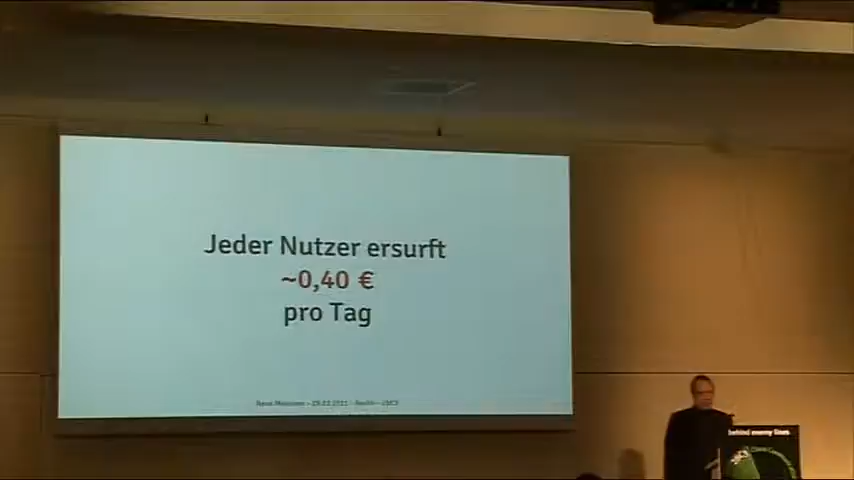 Jeder Nutzer ersurft
~0,40 €
pro Tag
behind enemy lines